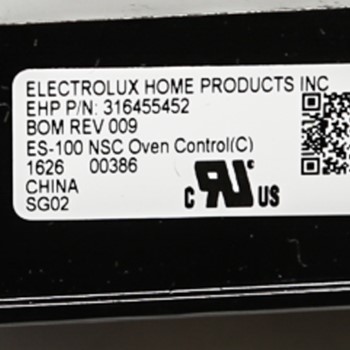 ELECTROLUX HOME PRODUCTS INC
EHP P/N: 316455452
BOM REV 009
ES-100 NSC Oven Control(C)
1626 00386
CHINA
SG02
C RU US